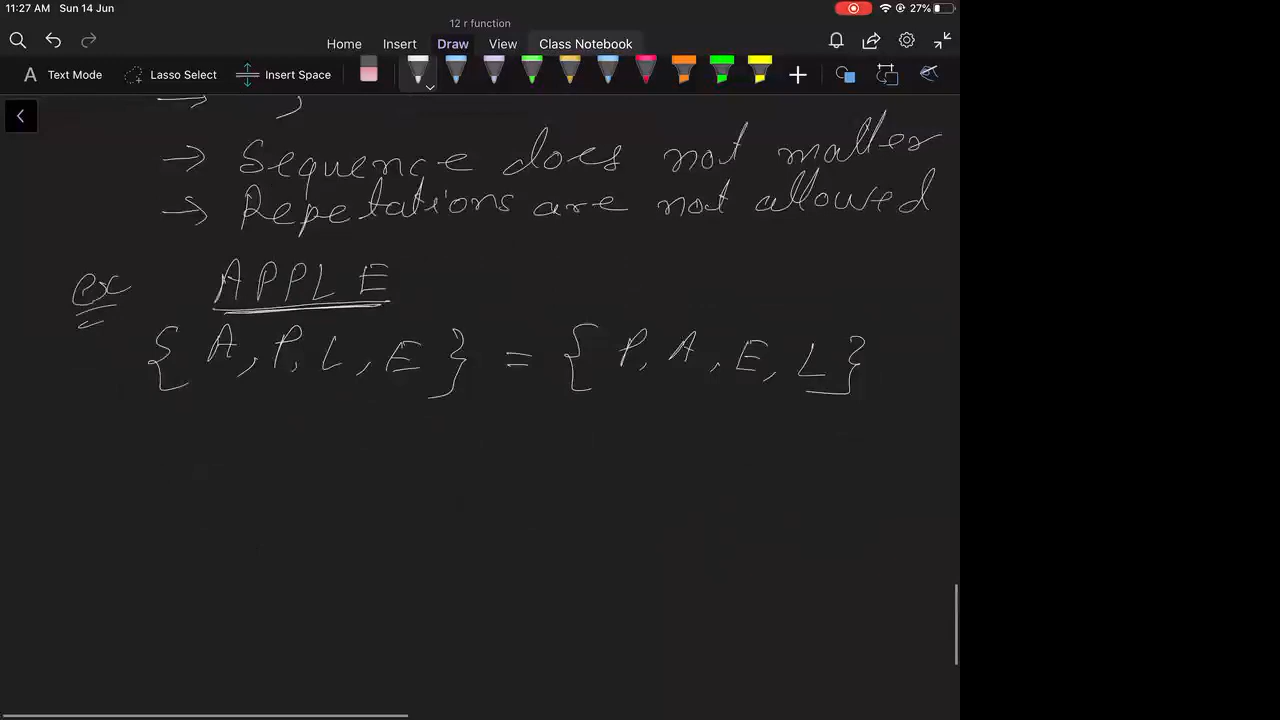 11:27 AM Sun 14 Jun
27%
12 r function
Home Insert Draw View Class Notebook
Text Mode Lasso Select Insert Space
→ Sequence does not matter
→ Repetations are not allowed
ex APPLE
{A, P, L, E} = {P, A, E, L}